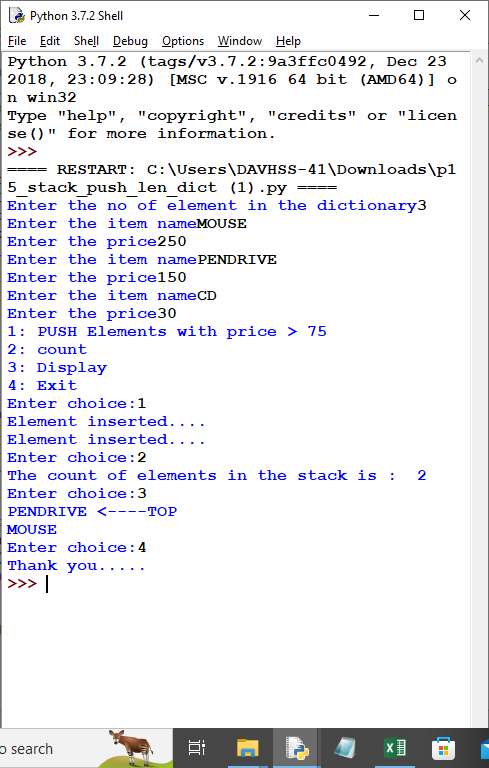 Python 3.7.2 Shell
File Edit Shell Debug Options Window Help
Python 3.7.2 (tags/v3.7.2:9a3ffc0492, Dec 23
2018, 23:09:28) [MSC v.1916 64 bit (AMD64)] o
n win32
Type "help", "copyright", "credits" or "licen
se()" for more information.
>>>
==== RESTART: C:\Users\DAVHSS-41\Downloads\p1
5_stack_push_len_dict (1).py ====
Enter the no of element in the dictionary3
Enter the item nameMOUSE
Enter the price250
Enter the item namePENDRIVE
Enter the price150
Enter the item nameCD
Enter the price30
1: PUSH Elements with price > 75
2: count
3: Display
4: Exit
Enter choice:1
Element inserted....
Element inserted....
Enter choice:2
The count of elements in the stack is :  2
Enter choice:3
PENDRIVE <----TOP
MOUSE
Enter choice:4
Thank you.....
>>>
o search